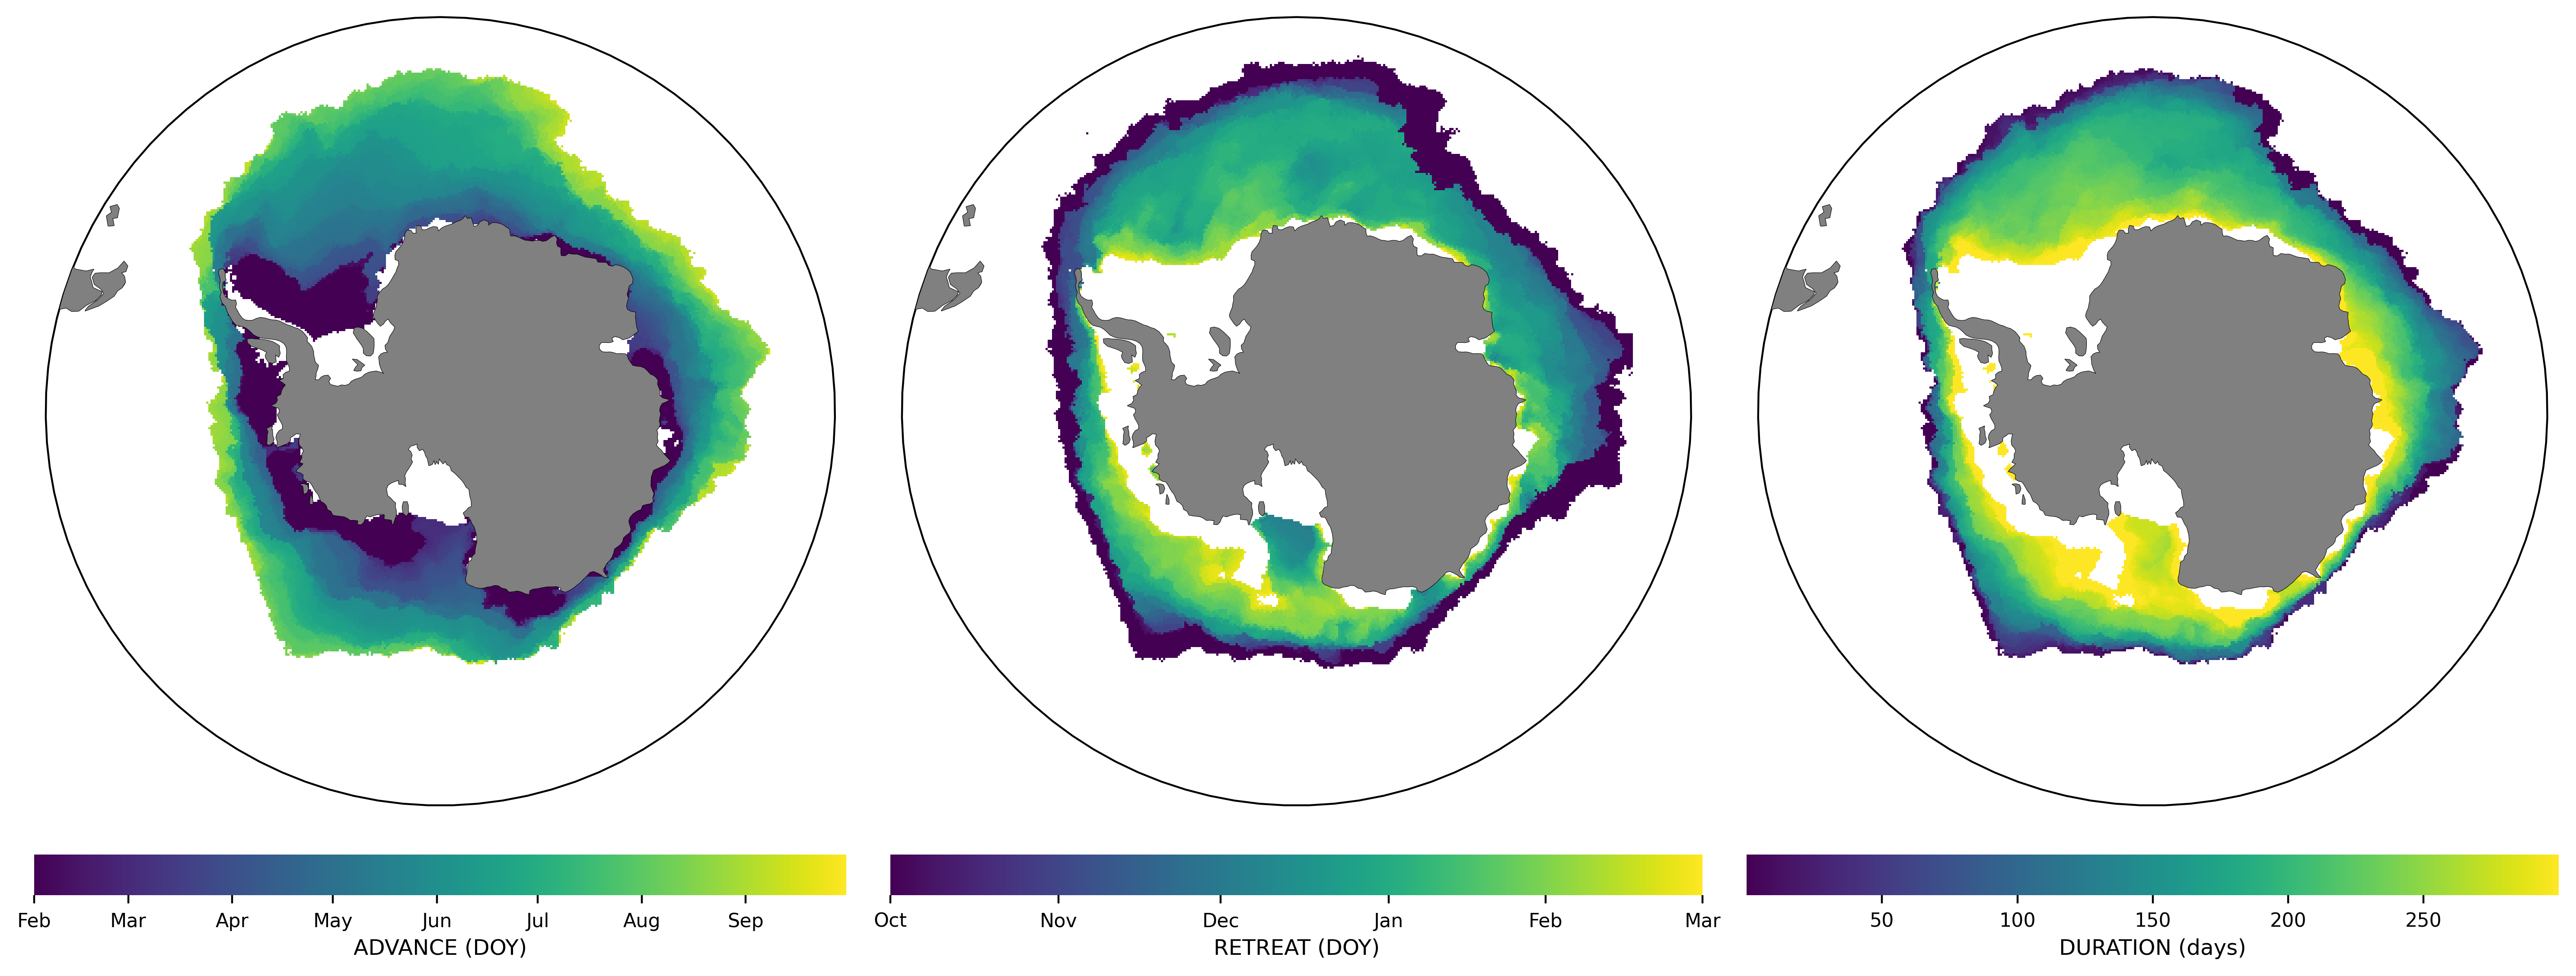 Feb Mar Apr May Jun Jul Aug Sep
ADVANCE (DOY)
Oct Nov Dec Jan Feb Mar
RETREAT (DOY)
50 100 150 200 250
DURATION (days)